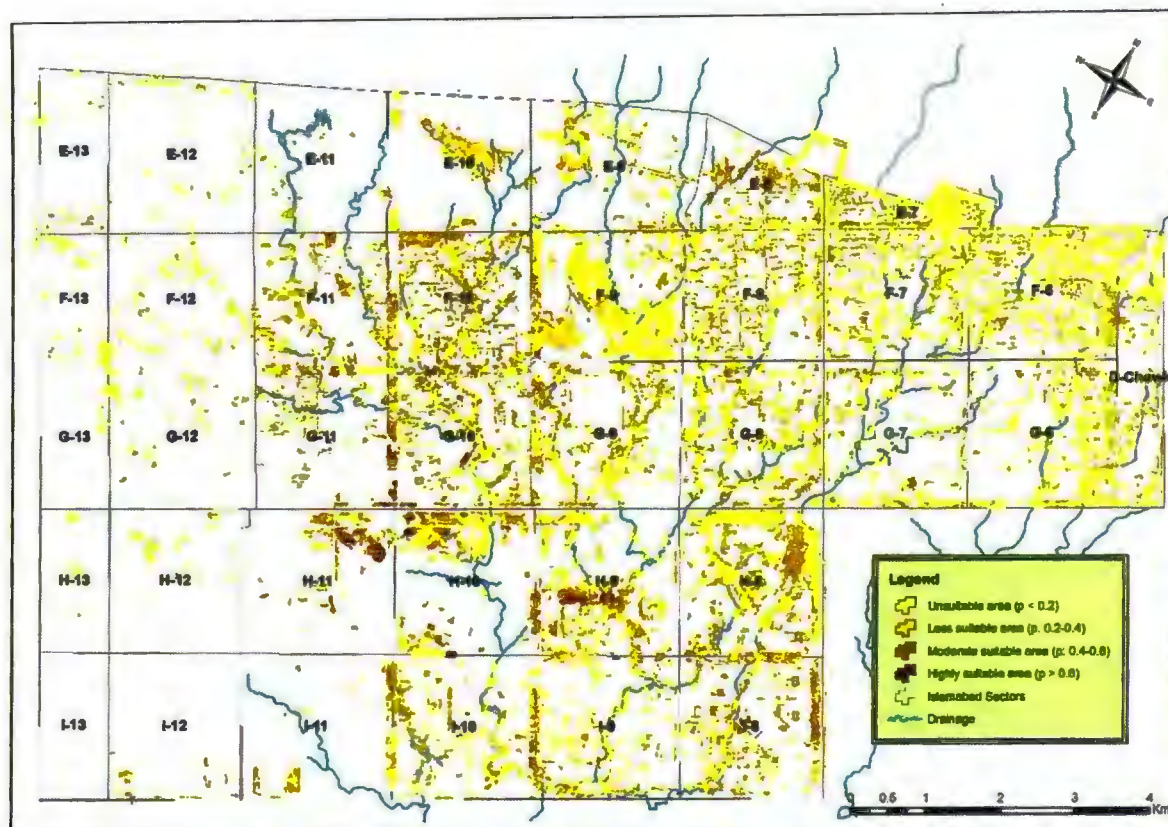 E-13 E-12 E-11 E-10 E-9 E-8 E-7
F-13 F-12 F-11 F-10 F-9 F-8 F-7 F-6
G-13 G-12 G-11 G-10 G-9 G-8 G-7 G-6
H-13 H-12 H-11 H-10 H-9 H-8
I-13 I-12 I-11 I-10 I-9 I-8
Legend
Unsuitable area (p < 0.2)
Less suitable area (p. 0.2-0.4)
Moderate suitable area (p: 0.4-0.6)
Highly suitable area (p > 0.6)
Islamabad Sectors
Drainage
0 0.5 1 2 3 4
Km